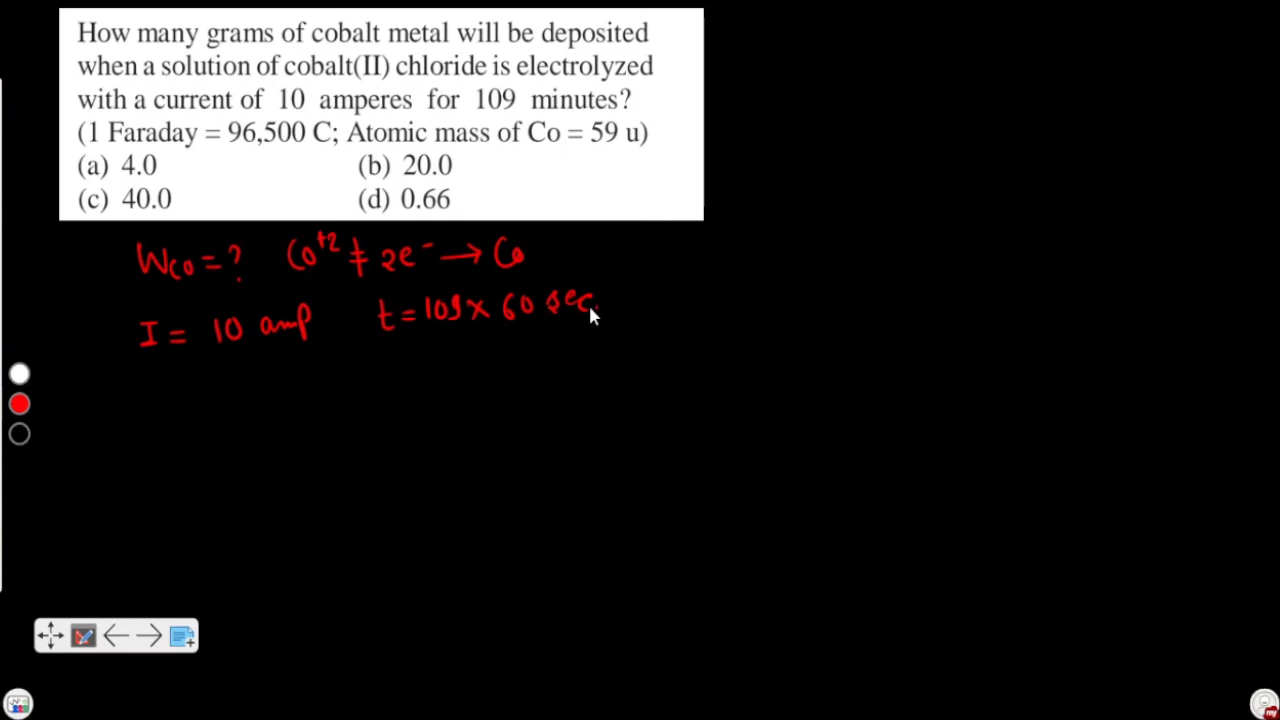 How many grams of cobalt metal will be deposited
when a solution of cobalt(II) chloride is electrolyzed
with a current of 10 amperes for 109 minutes?
(1 Faraday = 96,500 C; Atomic mass of Co = 59 u)
(a) 4.0 (b) 20.0
(c) 40.0 (d) 0.66
W_Co = ? Co⁺² + 2e⁻ → Co
I = 10 amp t = 109 × 60 sec.